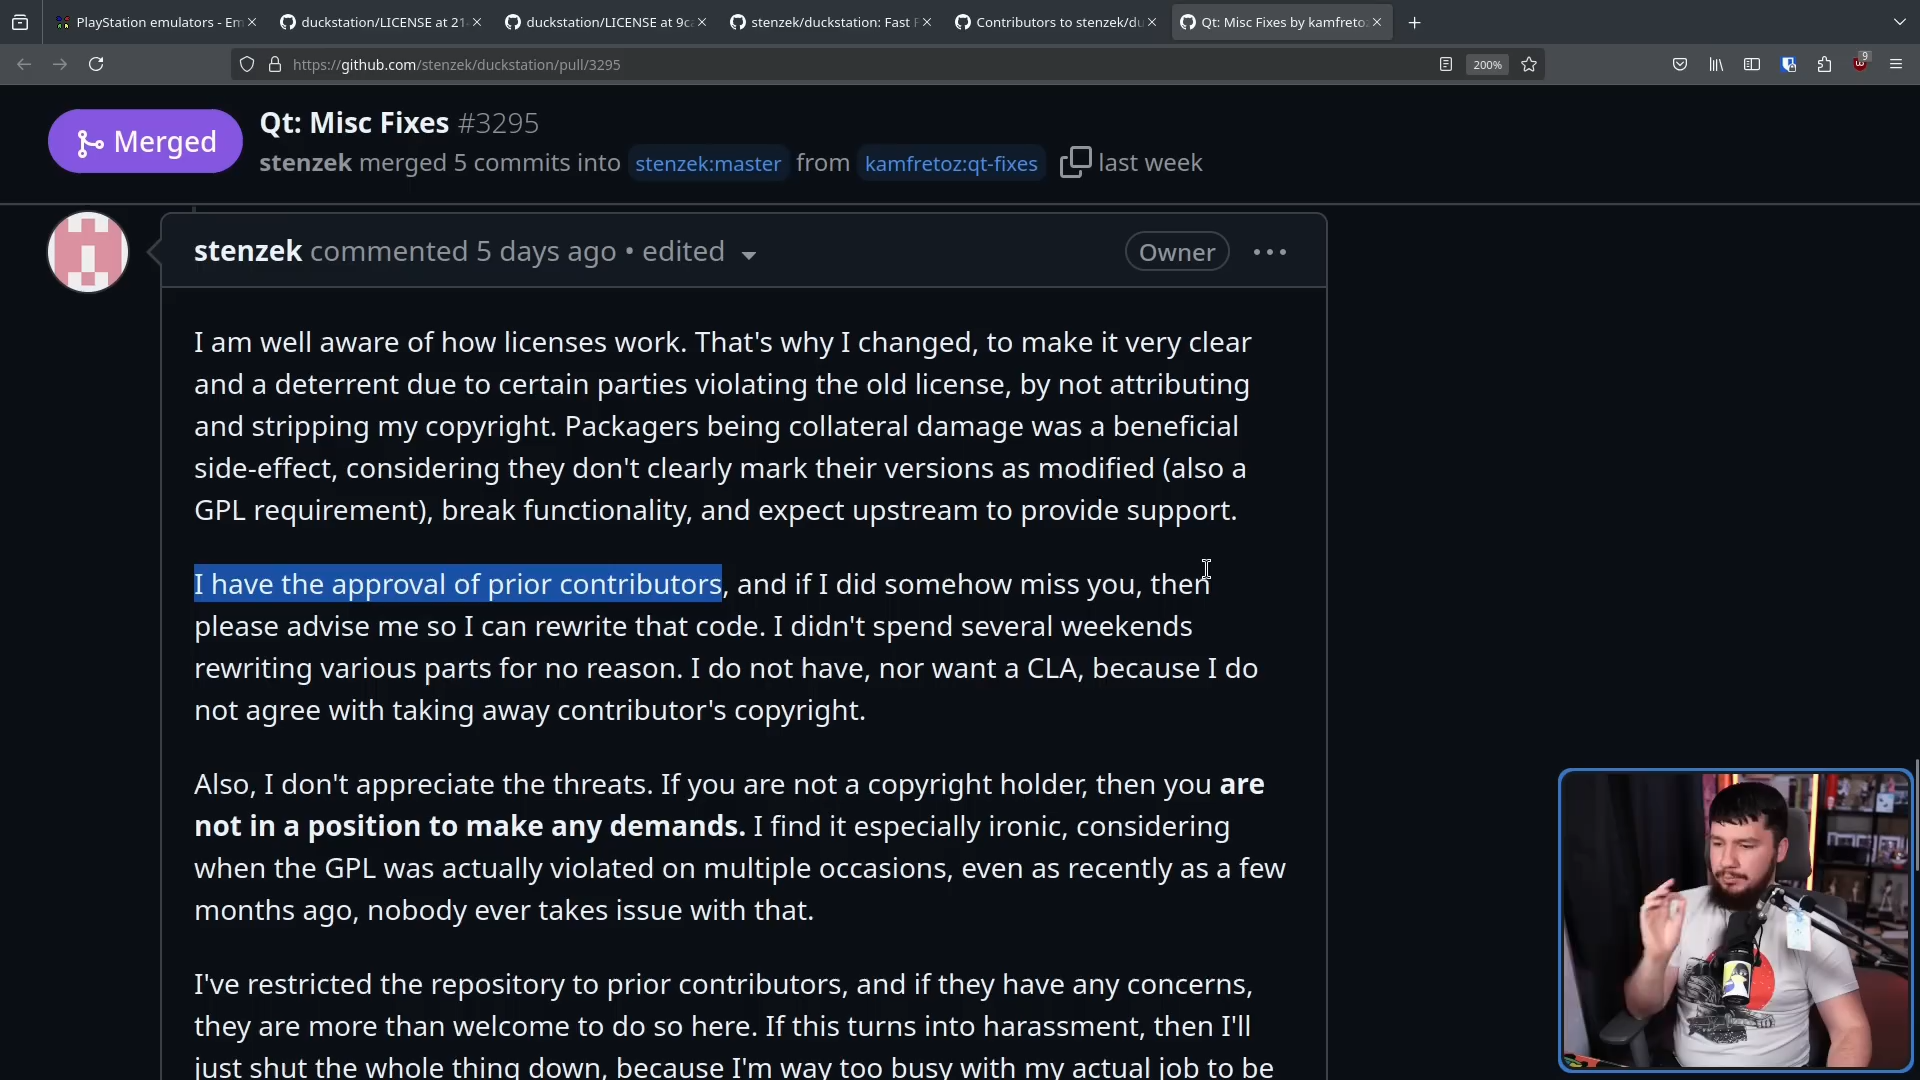 PlayStation emulators - Em
duckstation/LICENSE at 21
duckstation/LICENSE at 9c
stenzek/duckstation: Fast P
Contributors to stenzek/du
Qt: Misc Fixes by kamfretoz
https://github.com/stenzek/duckstation/pull/3295
200%
9
Merged
Qt: Misc Fixes #3295
stenzek merged 5 commits into stenzek:master from kamfretoz:qt-fixes last week
stenzek commented 5 days ago • edited
Owner
I am well aware of how licenses work. That's why I changed, to make it very clear
and a deterrent due to certain parties violating the old license, by not attributing
and stripping my copyright. Packagers being collateral damage was a beneficial
side-effect, considering they don't clearly mark their versions as modified (also a
GPL requirement), break functionality, and expect upstream to provide support.
I have the approval of prior contributors, and if I did somehow miss you, then
please advise me so I can rewrite that code. I didn't spend several weekends
rewriting various parts for no reason. I do not have, nor want a CLA, because I do
not agree with taking away contributor's copyright.
Also, I don't appreciate the threats. If you are not a copyright holder, then you are
not in a position to make any demands. I find it especially ironic, considering
when the GPL was actually violated on multiple occasions, even as recently as a few
months ago, nobody ever takes issue with that.
I've restricted the repository to prior contributors, and if they have any concerns,
they are more than welcome to do so here. If this turns into harassment, then I'll
just shut the whole thing down, because I'm way too busy with my actual job to be